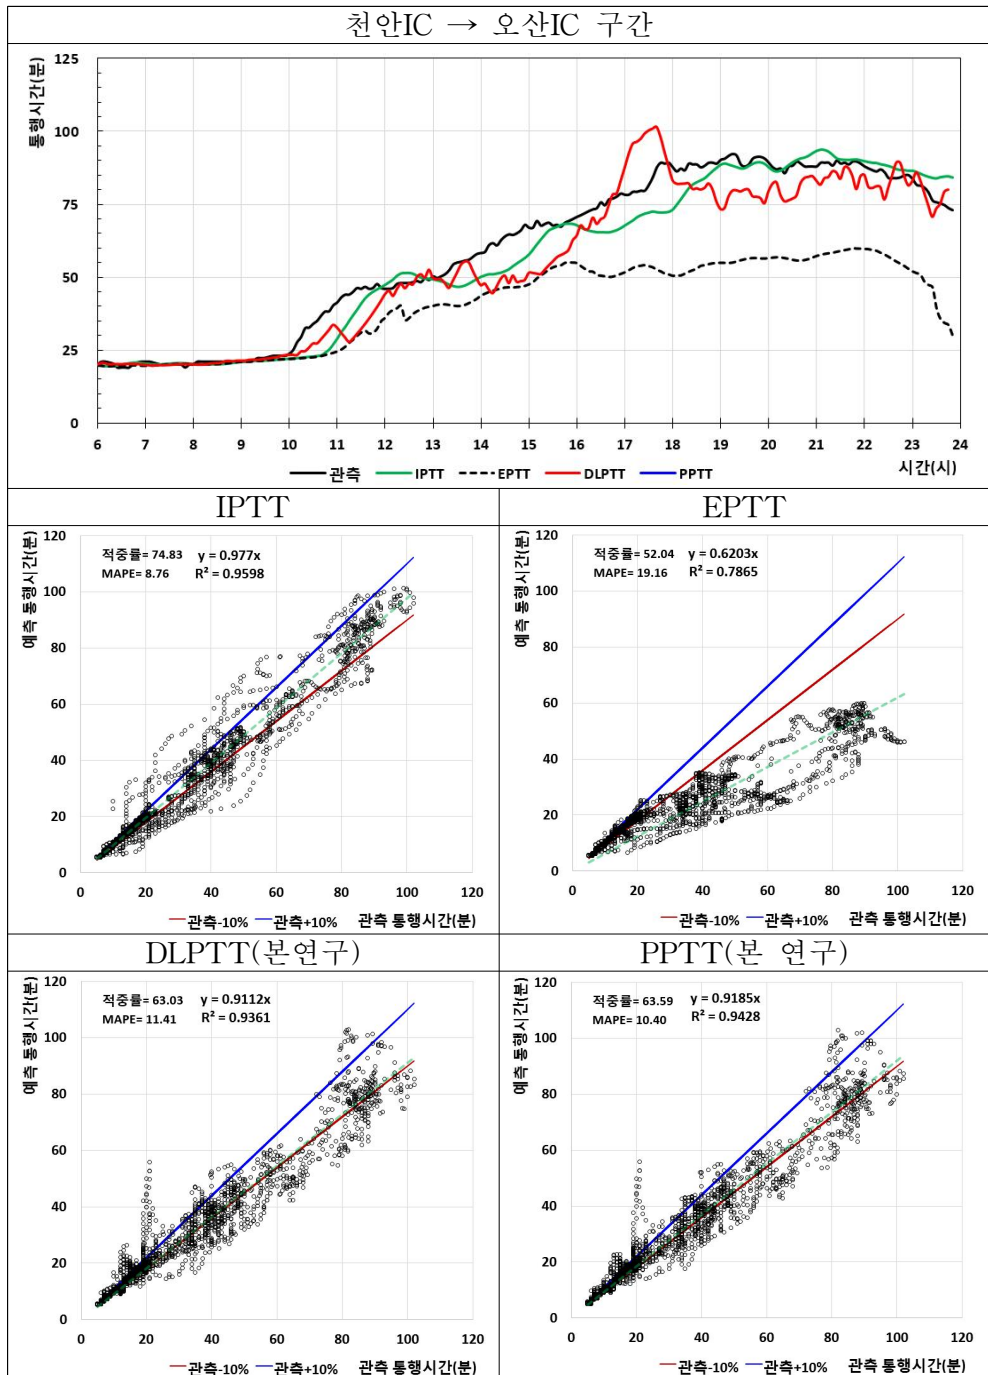 천안IC → 오산IC 구간
통행시간(분)
125
100
75
50
25
0
6 7 8 9 10 11 12 13 14 15 16 17 18 19 20 21 22 23 24
시간(시)
관측 IPTT EPTT DLPTT PPTT
IPTT
예측 통행시간(분)
120
100
80
60
40
20
0
적중률= 74.83 y = 0.977x
MAPE= 8.76 R² = 0.9598
0 20 40 60 80 100 120
관측-10% 관측+10% 관측 통행시간(분)
EPTT
예측 통행시간(분)
120
100
80
60
40
20
0
적중률= 52.04 y = 0.6203x
MAPE= 19.16 R² = 0.7865
0 20 40 60 80 100 120
관측-10% 관측+10% 관측 통행시간(분)
DLPTT(본연구)
예측 통행시간(분)
120
100
80
60
40
20
0
적중률= 63.03 y = 0.9112x
MAPE= 11.41 R² = 0.9361
0 20 40 60 80 100 120
관측-10% 관측+10% 관측 통행시간(분)
PPTT(본 연구)
예측 통행시간(분)
120
100
80
60
40
20
0
적중률= 63.59 y = 0.9185x
MAPE= 10.40 R² = 0.9428
0 20 40 60 80 100 120
관측-10% 관측+10% 관측 통행시간(분)